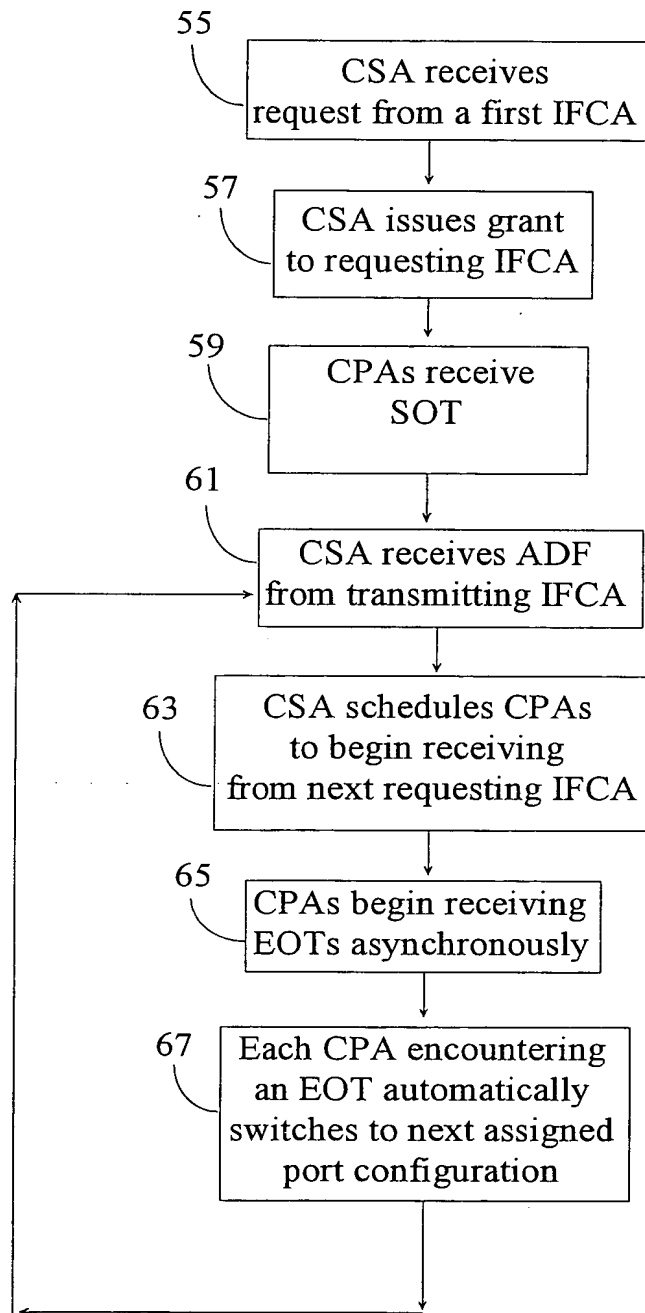 55
CSA receives
request from a first IFCA
57
CSA issues grant
to requesting IFCA
59
CPAs receive
SOT
61
CSA receives ADF
from transmitting IFCA
63
CSA schedules CPAs
to begin receiving
from next requesting IFCA
65
CPAs begin receiving
EOTs asynchronously
67
Each CPA encountering
an EOT automatically
switches to next assigned
port configuration